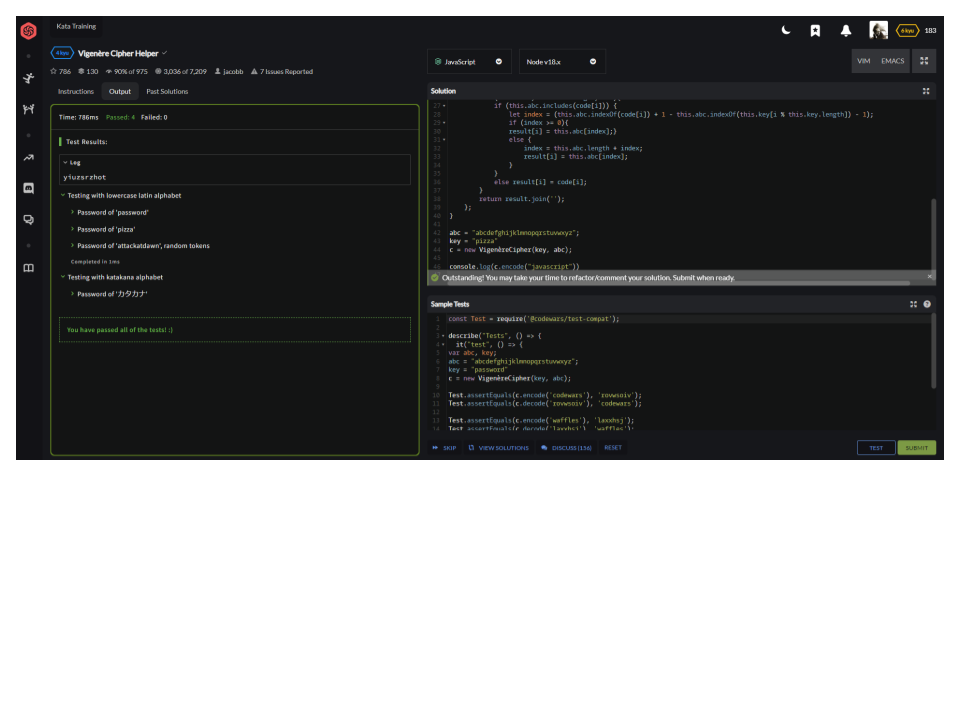 Kata Training
6 kyu
183
4 kyu Vigenère Cipher Helper
786 130 90% of 975 3,036 of 7,209 jacobb 7 Issues Reported
JavaScript
Node v18.x
VIM EMACS
Instructions Output Past Solutions
Time: 786ms Passed: 4 Failed: 0
Test Results:
Log
yiuzsrzhot
Testing with lowercase latin alphabet
Password of 'password'
Password of 'pizza'
Password of 'attackatdawn', random tokens
Completed in 1ms
Testing with katakana alphabet
Password of 'カタカナ'
You have passed all of the tests! :)
Solution
27 if (this.abc.includes(code[i])) {
28 let index = (this.abc.indexOf(code[i]) + 1 - this.abc.indexOf(this.key[i % this.key.length]) - 1);
29 if (index >= 0){
30 result[i] = this.abc[index];}
31 else {
32 index = this.abc.length + index;
33 result[i] = this.abc[index];
34 }
35 }
36 else result[i] = code[i];
37 }
38 return result.join('');
39 };
40 }
41
42 abc = "abcdefghijklmnopqrstuvwxyz";
43 key = "pizza"
44 c = new VigenèreCipher(key, abc);
45
46 console.log(c.encode("javascript"))
Outstanding! You may take your time to refactor/comment your solution. Submit when ready.
×
Sample Tests
1 const Test = require('@codewars/test-compat');
2
3 describe("Tests", () => {
4 it("test", () => {
5 var abc, key;
6 abc = "abcdefghijklmnopqrstuvwxyz";
7 key = "password"
8 c = new VigenèreCipher(key, abc);
9
10 Test.assertEquals(c.encode('codewars'), 'rovwsoiv');
11 Test.assertEquals(c.decode('rovwsoiv'), 'codewars');
12
13 Test.assertEquals(c.encode('waffles'), 'laxxhsj');
14 Test.assertEquals(c.decode('laxxhsj'), 'waffles');
SKIP VIEW SOLUTIONS DISCUSS (156) RESET
TEST
SUBMIT